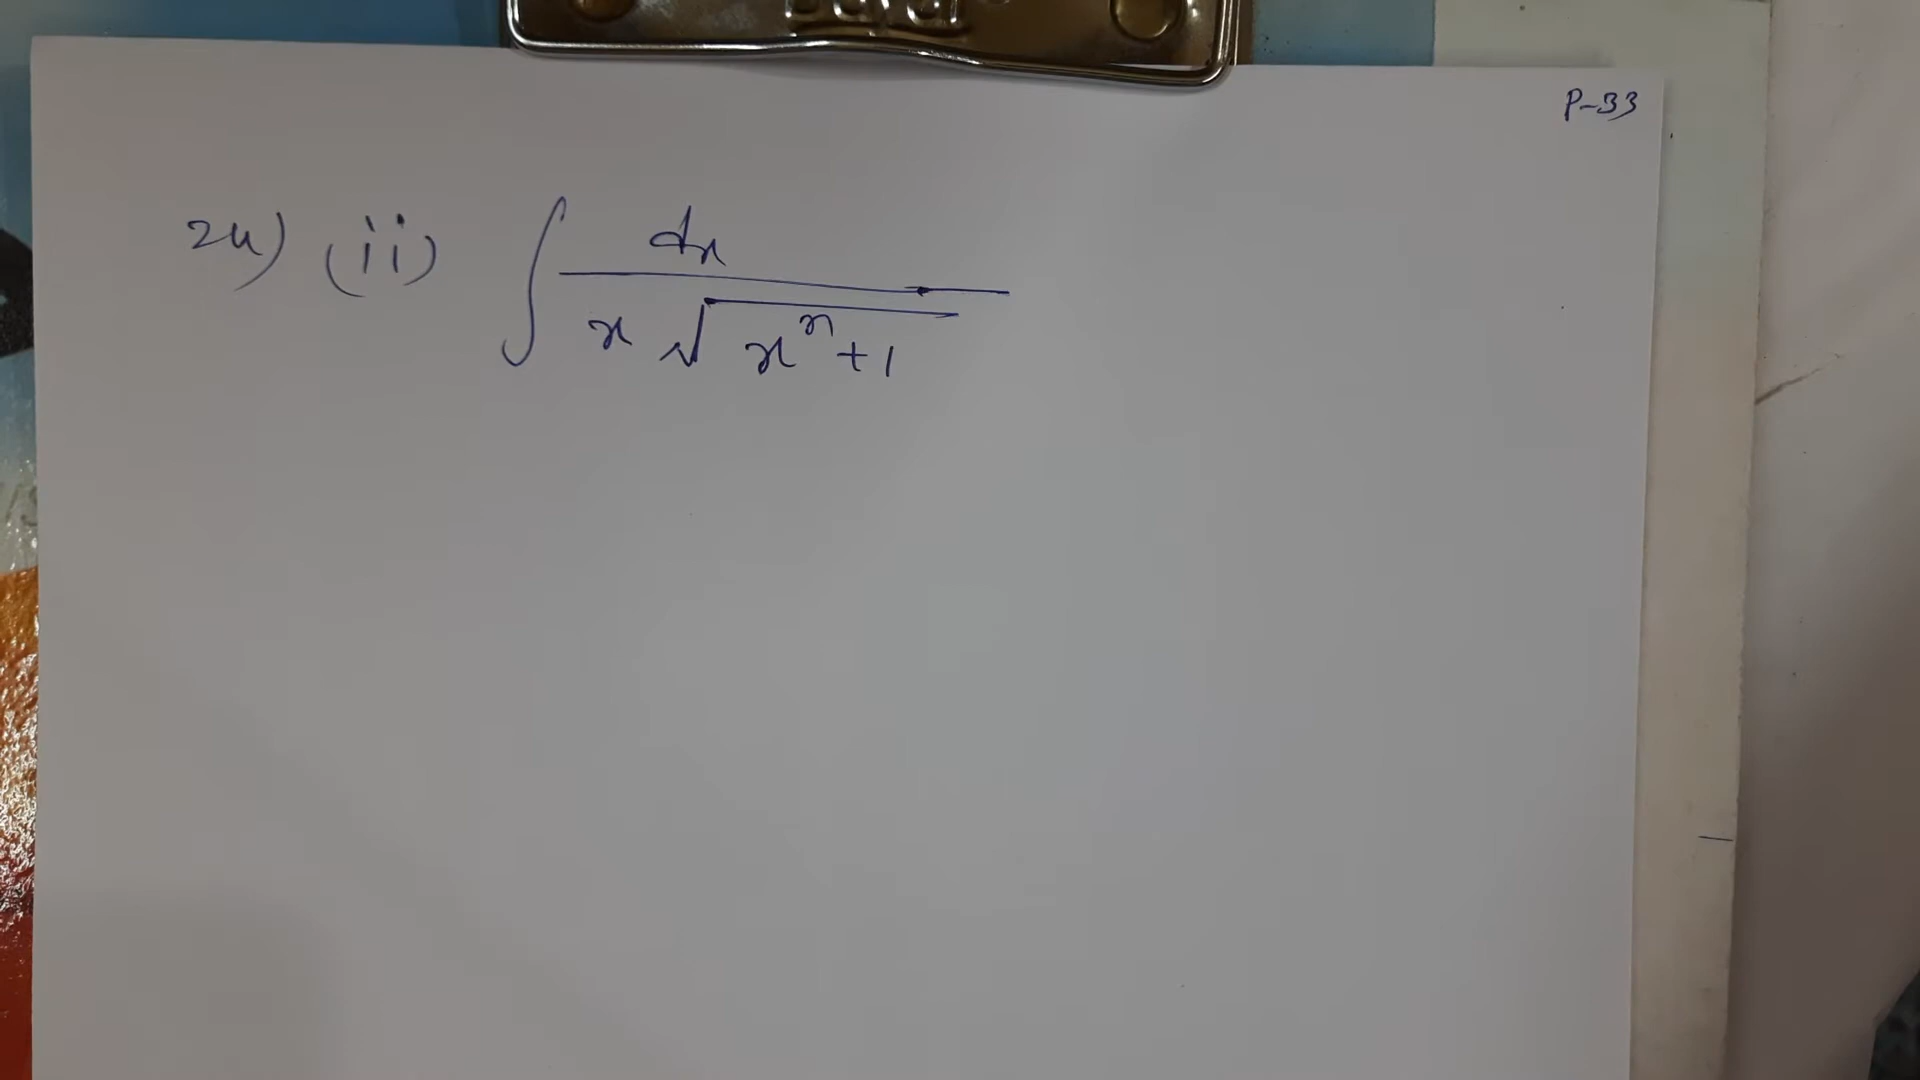 P-33
24) (ii) ∫ dx / x √(xⁿ+1)